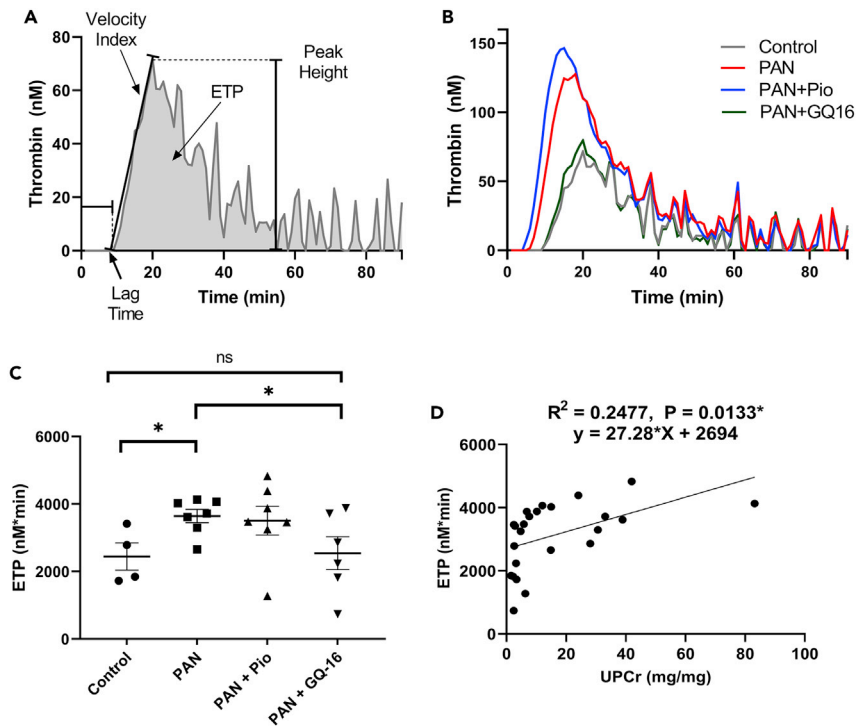 A
Velocity
Index
Peak
Height
ETP
Lag
Time
Thrombin (nM)
80
60
40
20
0
0 20 40 60 80
Time (min)
B
Control
PAN
PAN+Pio
PAN+GQ16
Thrombin (nM)
150
100
50
0
0 20 40 60 80
Time (min)
C
ns
*
*
ETP (nM*min)
6000
4000
2000
0
Control
PAN
PAN + Pio
PAN + GQ-16
D
R² = 0.2477, P = 0.0133*
y = 27.28*X + 2694
ETP (nM*min)
6000
4000
2000
0
0 20 40 60 80 100
UPCr (mg/mg)